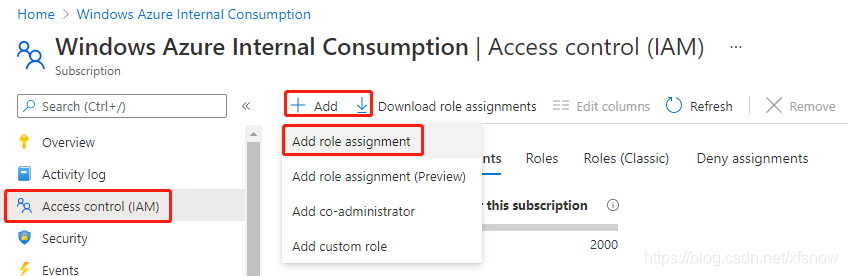 Home > Windows Azure Internal Consumption
Windows Azure Internal Consumption | Access control (IAM) ...
Subscription
Search (Ctrl+/) «
+ Add Download role assignments Edit columns Refresh Remove
Overview
Activity log
Access control (IAM)
Security
Events
Add role assignment
Add role assignment (Preview)
Add co-administrator
Add custom role
nts Roles Roles (Classic) Deny assignments
r this subscription
2000
https://blog.csdn.net/xfsnow